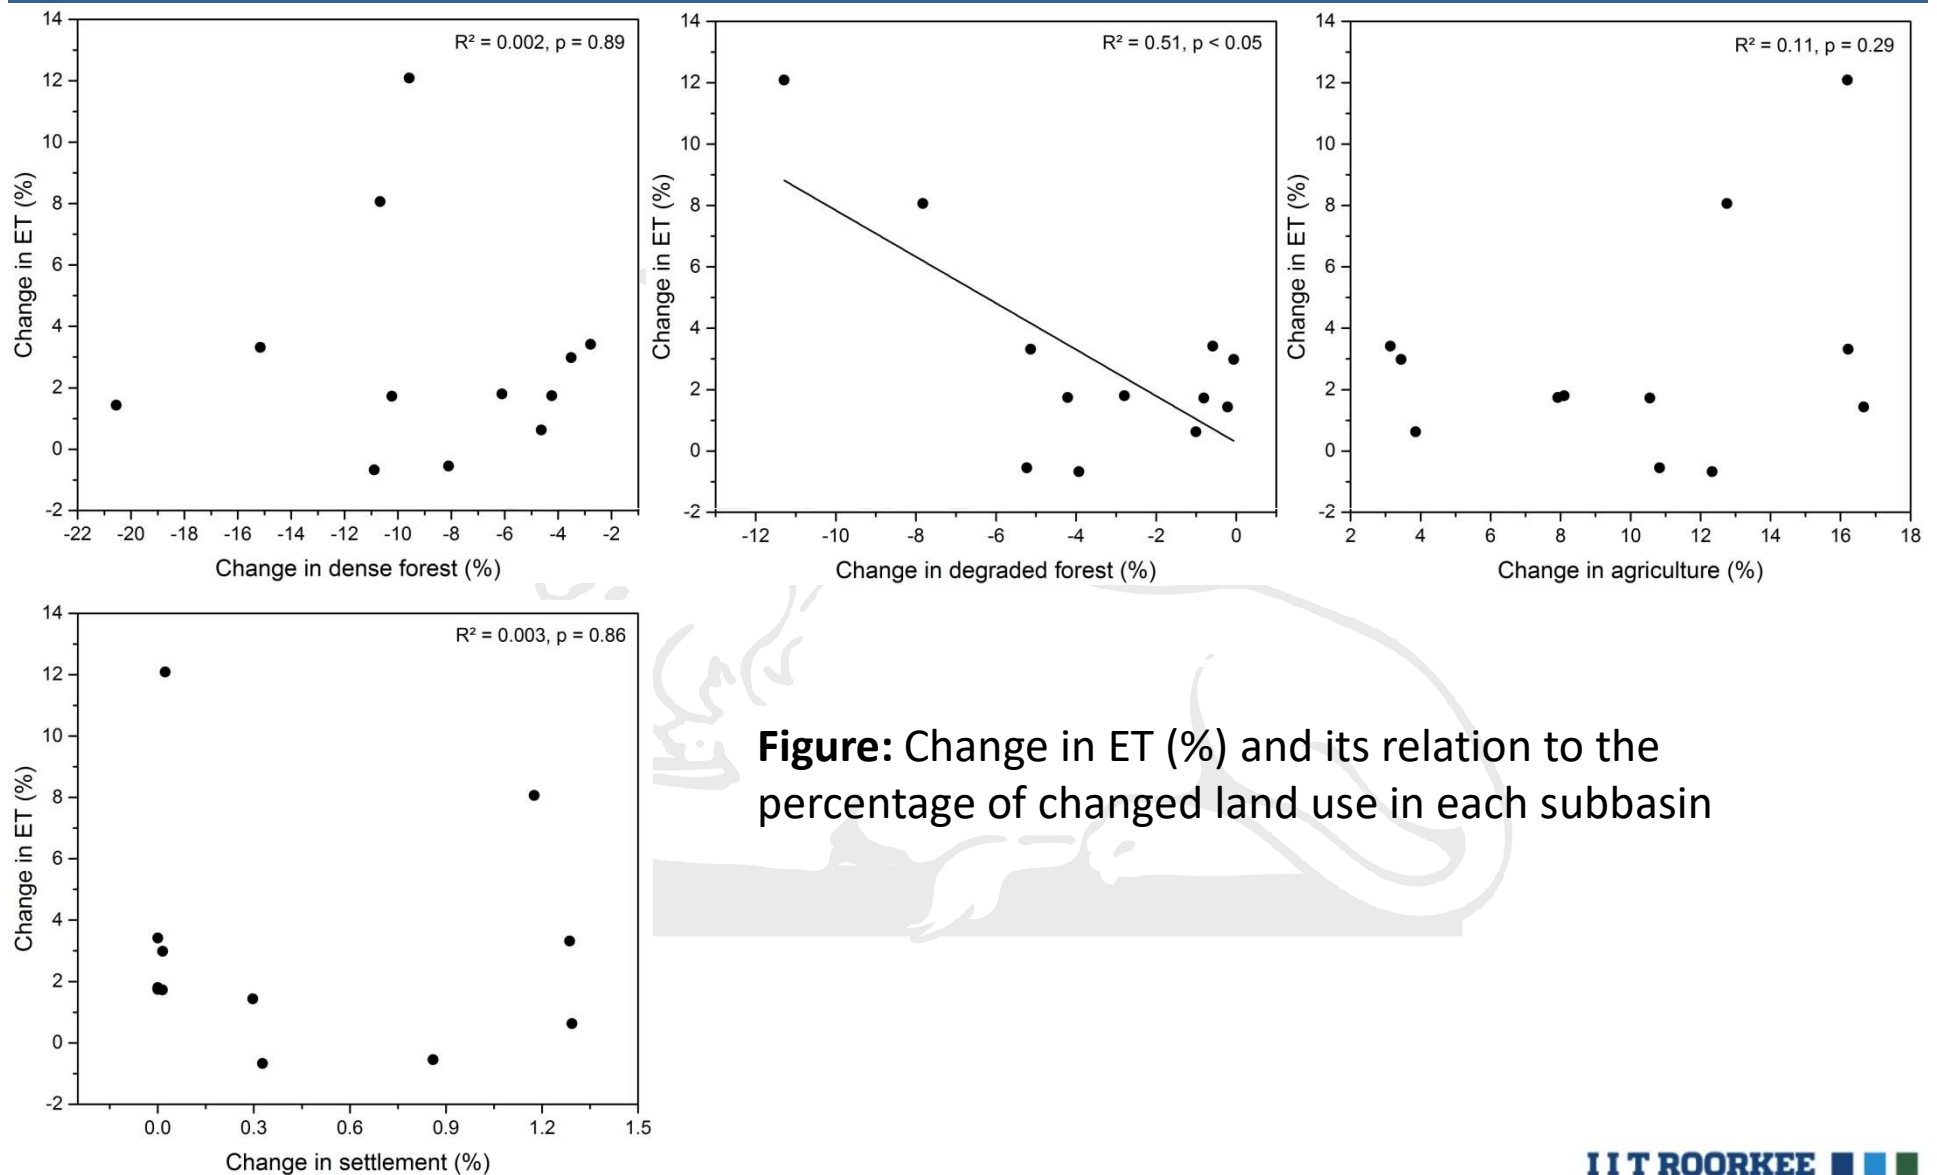 R² = 0.002, p = 0.89
14
12
10
8
6
4
2
0
-2
Change in ET (%)
-22 -20 -18 -16 -14 -12 -10 -8 -6 -4 -2
Change in dense forest (%)
R² = 0.51, p < 0.05
14
12
10
8
6
4
2
0
-2
Change in ET (%)
-12 -10 -8 -6 -4 -2 0
Change in degraded forest (%)
R² = 0.11, p = 0.29
14
12
10
8
6
4
2
0
-2
Change in ET (%)
2 4 6 8 10 12 14 16 18
Change in agriculture (%)
R² = 0.003, p = 0.86
14
12
10
8
6
4
2
0
-2
Change in ET (%)
0.0 0.3 0.6 0.9 1.2 1.5
Change in settlement (%)
Figure: Change in ET (%) and its relation to the
percentage of changed land use in each subbasin
IIT ROORKEE